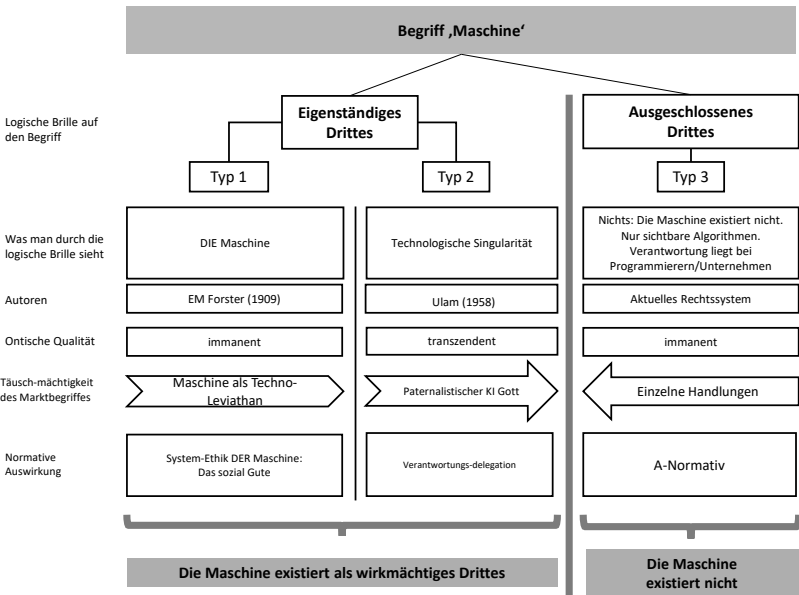 Begriff ‚Maschine‘
Logische Brille auf
den Begriff
Eigenständiges
Drittes
Ausgeschlossenes
Drittes
Typ 1
Typ 2
Typ 3
Was man durch die
logische Brille sieht
DIE Maschine
Technologische Singularität
Nichts: Die Maschine existiert nicht.
Nur sichtbare Algorithmen.
Verantwortung liegt bei
Programmierern/Unternehmen
Autoren
EM Forster (1909)
Ulam (1958)
Aktuelles Rechtssystem
Ontische Qualität
immanent
transzendent
immanent
Täusch-mächtigkeit
des Marktbegriffes
Maschine als Techno-
Leviathan
Paternalistischer KI Gott
Einzelne Handlungen
Normative
Auswirkung
System-Ethik DER Maschine:
Das sozial Gute
Verantwortungs-delegation
A-Normativ
Die Maschine existiert als wirkmächtiges Drittes
Die Maschine
existiert nicht